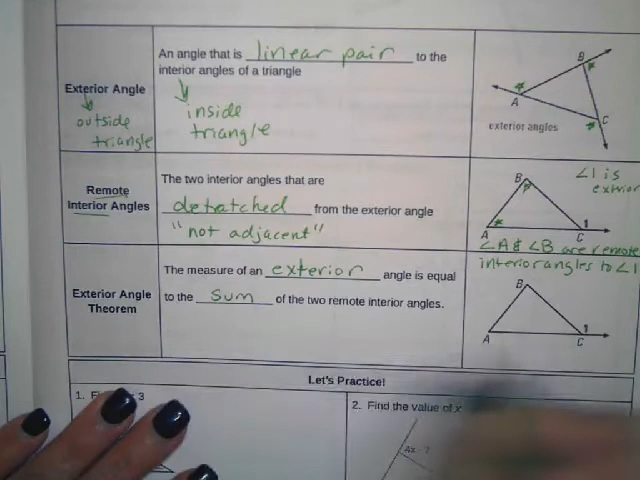 An angle that is linear pair to the
interior angles of a triangle
Exterior Angle
outside
triangle
inside
triangle
B
A
C
exterior angles
Remote
Interior Angles
The two interior angles that are
detatched from the exterior angle
"not adjacent"
∠1 is
B
A
1
C
∠A & ∠B are remote
interior angles to ∠1
Exterior Angle
Theorem
The measure of an exterior angle is equal
to the sum of the two remote interior angles.
B
A
1
C
Let's Practice!
1.
3
2. Find the value of x